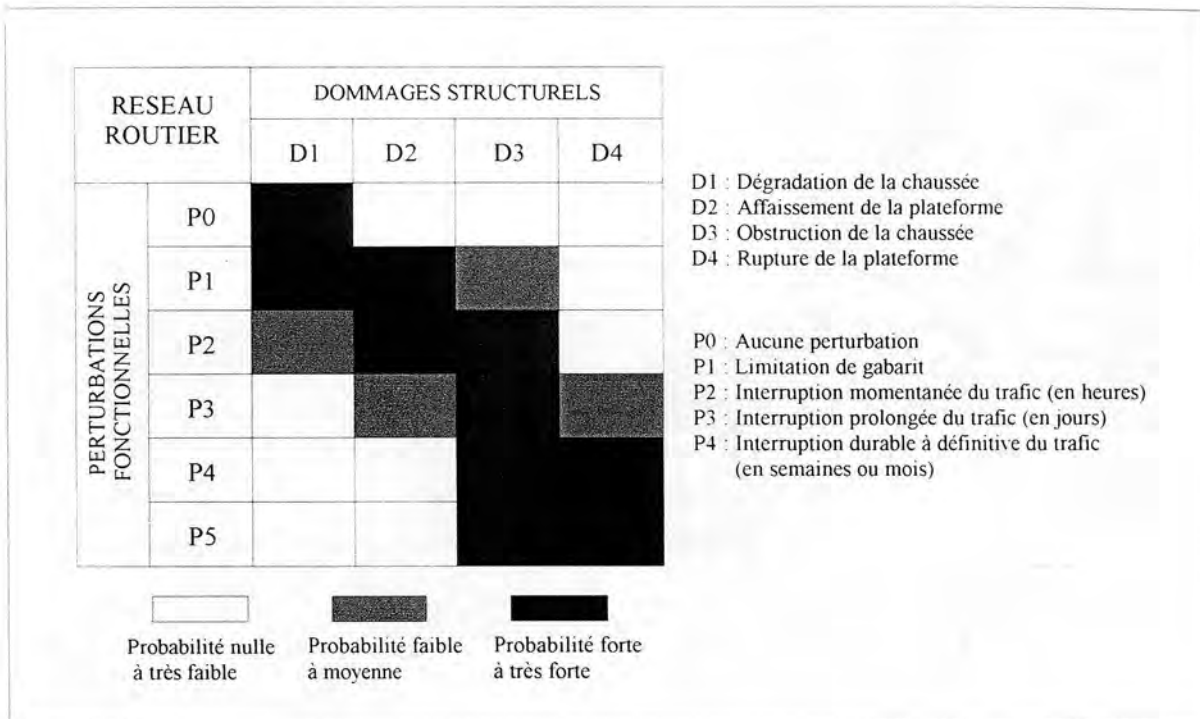 RESEAU
ROUTIER
DOMMAGES STRUCTURELS
D1
D2
D3
D4
PERTURBATIONS
FONCTIONNELLES
P0
P1
P2
P3
P4
P5
D1 : Dégradation de la chaussée
D2 : Affaissement de la plateforme
D3 : Obstruction de la chaussée
D4 : Rupture de la plateforme
P0 : Aucune perturbation
P1 : Limitation de gabarit
P2 : Interruption momentanée du trafic (en heures)
P3 : Interruption prolongée du trafic (en jours)
P4 : Interruption durable à définitive du trafic
(en semaines ou mois)
Probabilité nulle
à très faible
Probabilité faible
à moyenne
Probabilité forte
à très forte